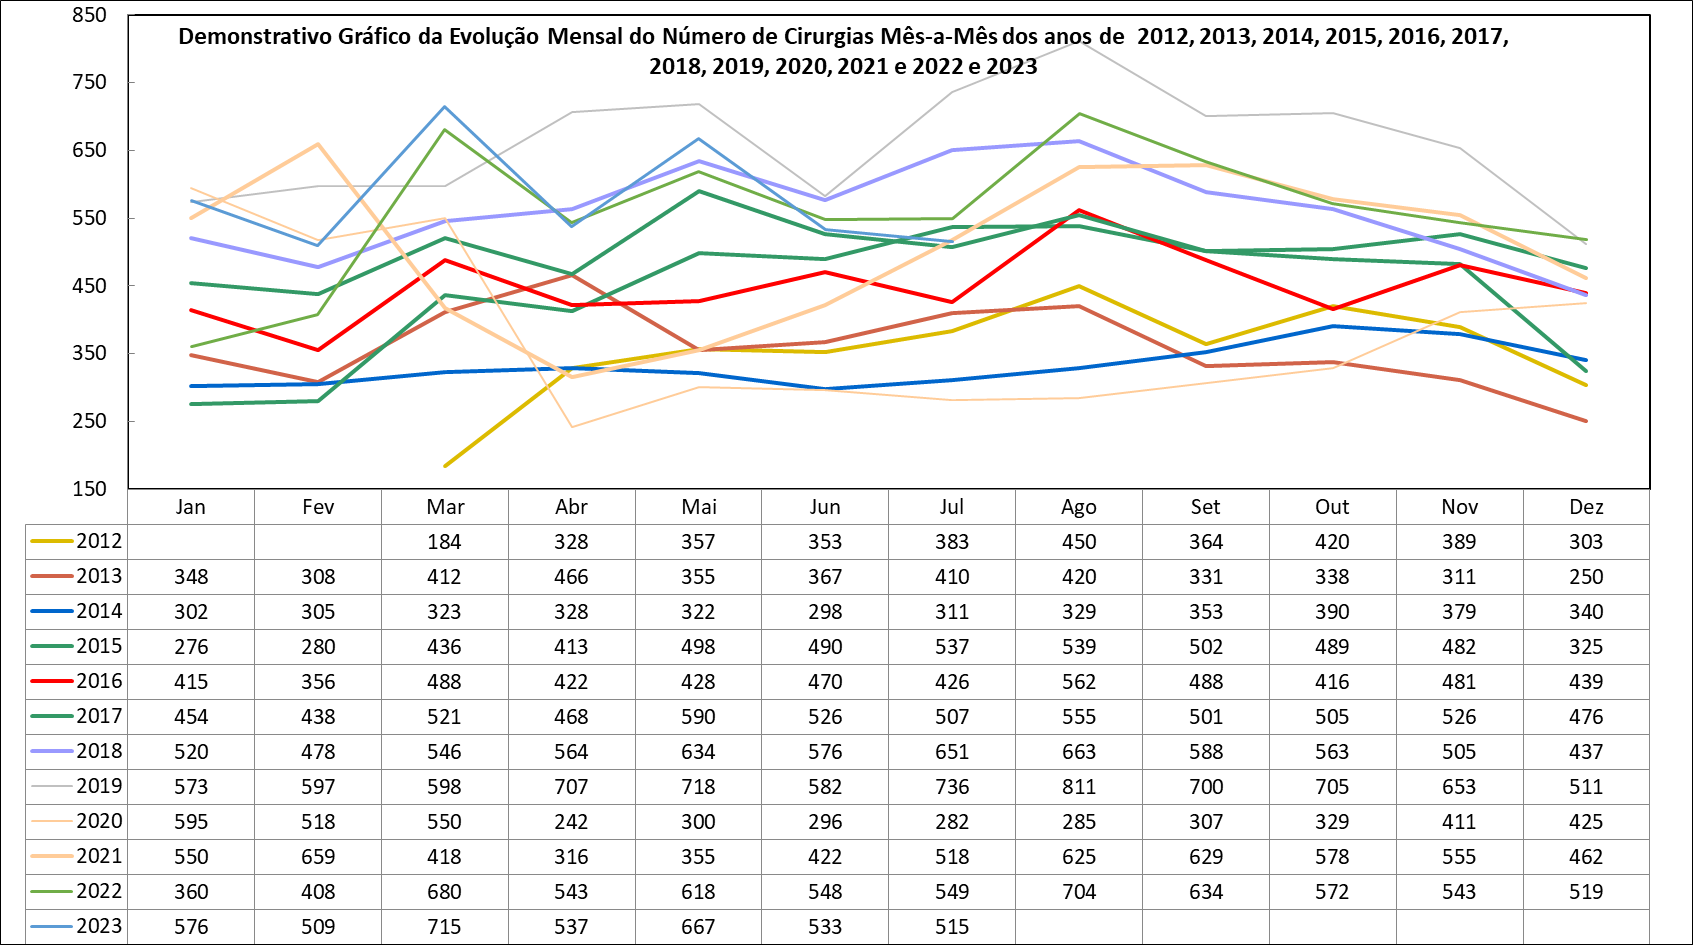 850
Demonstrativo Gráfico da Evolução Mensal do Número de Cirurgias Mês-a-Mês dos anos de 2012, 2013, 2014, 2015, 2016, 2017,
2018, 2019, 2020, 2021 e 2022 e 2023
750
650
550
450
350
250
150
Jan Fev Mar Abr Mai Jun Jul Ago Set Out Nov Dez
2012 184 328 357 353 383 450 364 420 389 303
2013 348 308 412 466 355 367 410 420 331 338 311 250
2014 302 305 323 328 322 298 311 329 353 390 379 340
2015 276 280 436 413 498 490 537 539 502 489 482 325
2016 415 356 488 422 428 470 426 562 488 416 481 439
2017 454 438 521 468 590 526 507 555 501 505 526 476
2018 520 478 546 564 634 576 651 663 588 563 505 437
2019 573 597 598 707 718 582 736 811 700 705 653 511
2020 595 518 550 242 300 296 282 285 307 329 411 425
2021 550 659 418 316 355 422 518 625 629 578 555 462
2022 360 408 680 543 618 548 549 704 634 572 543 519
2023 576 509 715 537 667 533 515